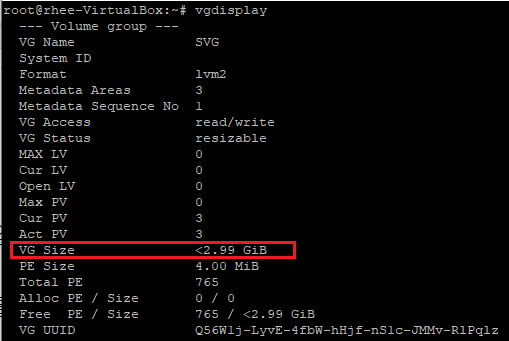 root@rhee-VirtualBox:~# vgdisplay
--- Volume group ---
VG Name SVG
System ID
Format lvm2
Metadata Areas 3
Metadata Sequence No 1
VG Access read/write
VG Status resizable
MAX LV 0
Cur LV 0
Open LV 0
Max PV 0
Cur PV 3
Act PV 3
VG Size <2.99 GiB
PE Size 4.00 MiB
Total PE 765
Alloc PE / Size 0 / 0
Free PE / Size 765 / <2.99 GiB
VG UUID Q56W1j-LyvE-4fbW-hHjf-nS1c-JMMv-RlPqlz